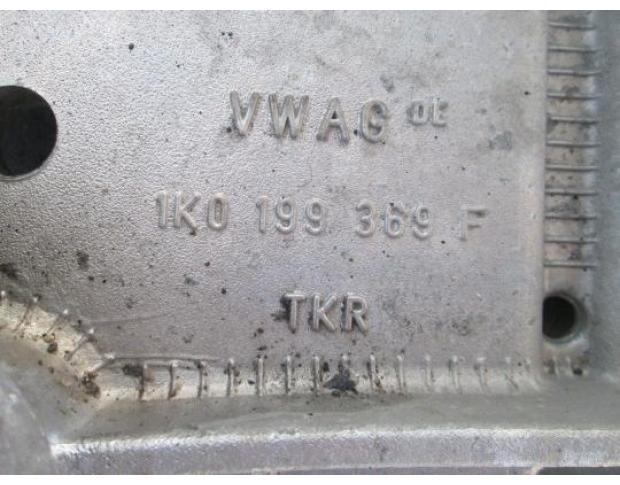 VWAG DE
1K0 199 369 F
TKR